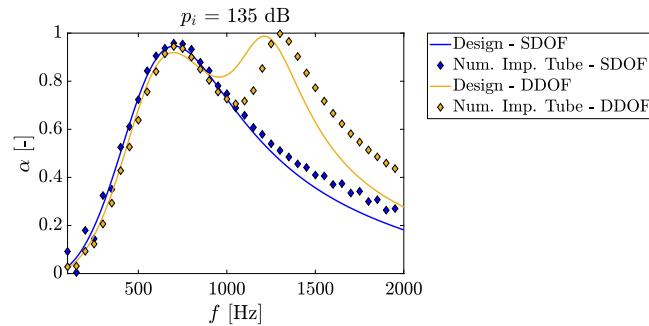 p_i = 135 dB
1
0.8
0.6
0.4
0.2
0
α [-]
500
1000
1500
2000
f [Hz]
Design - SDOF
Num. Imp. Tube - SDOF
Design - DDOF
Num. Imp. Tube - DDOF